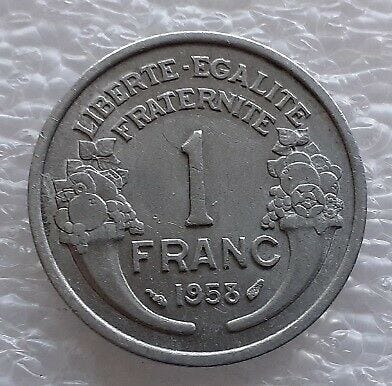 LIBERTE-EGALITE
FRATERNITE
1
FRANC
1958